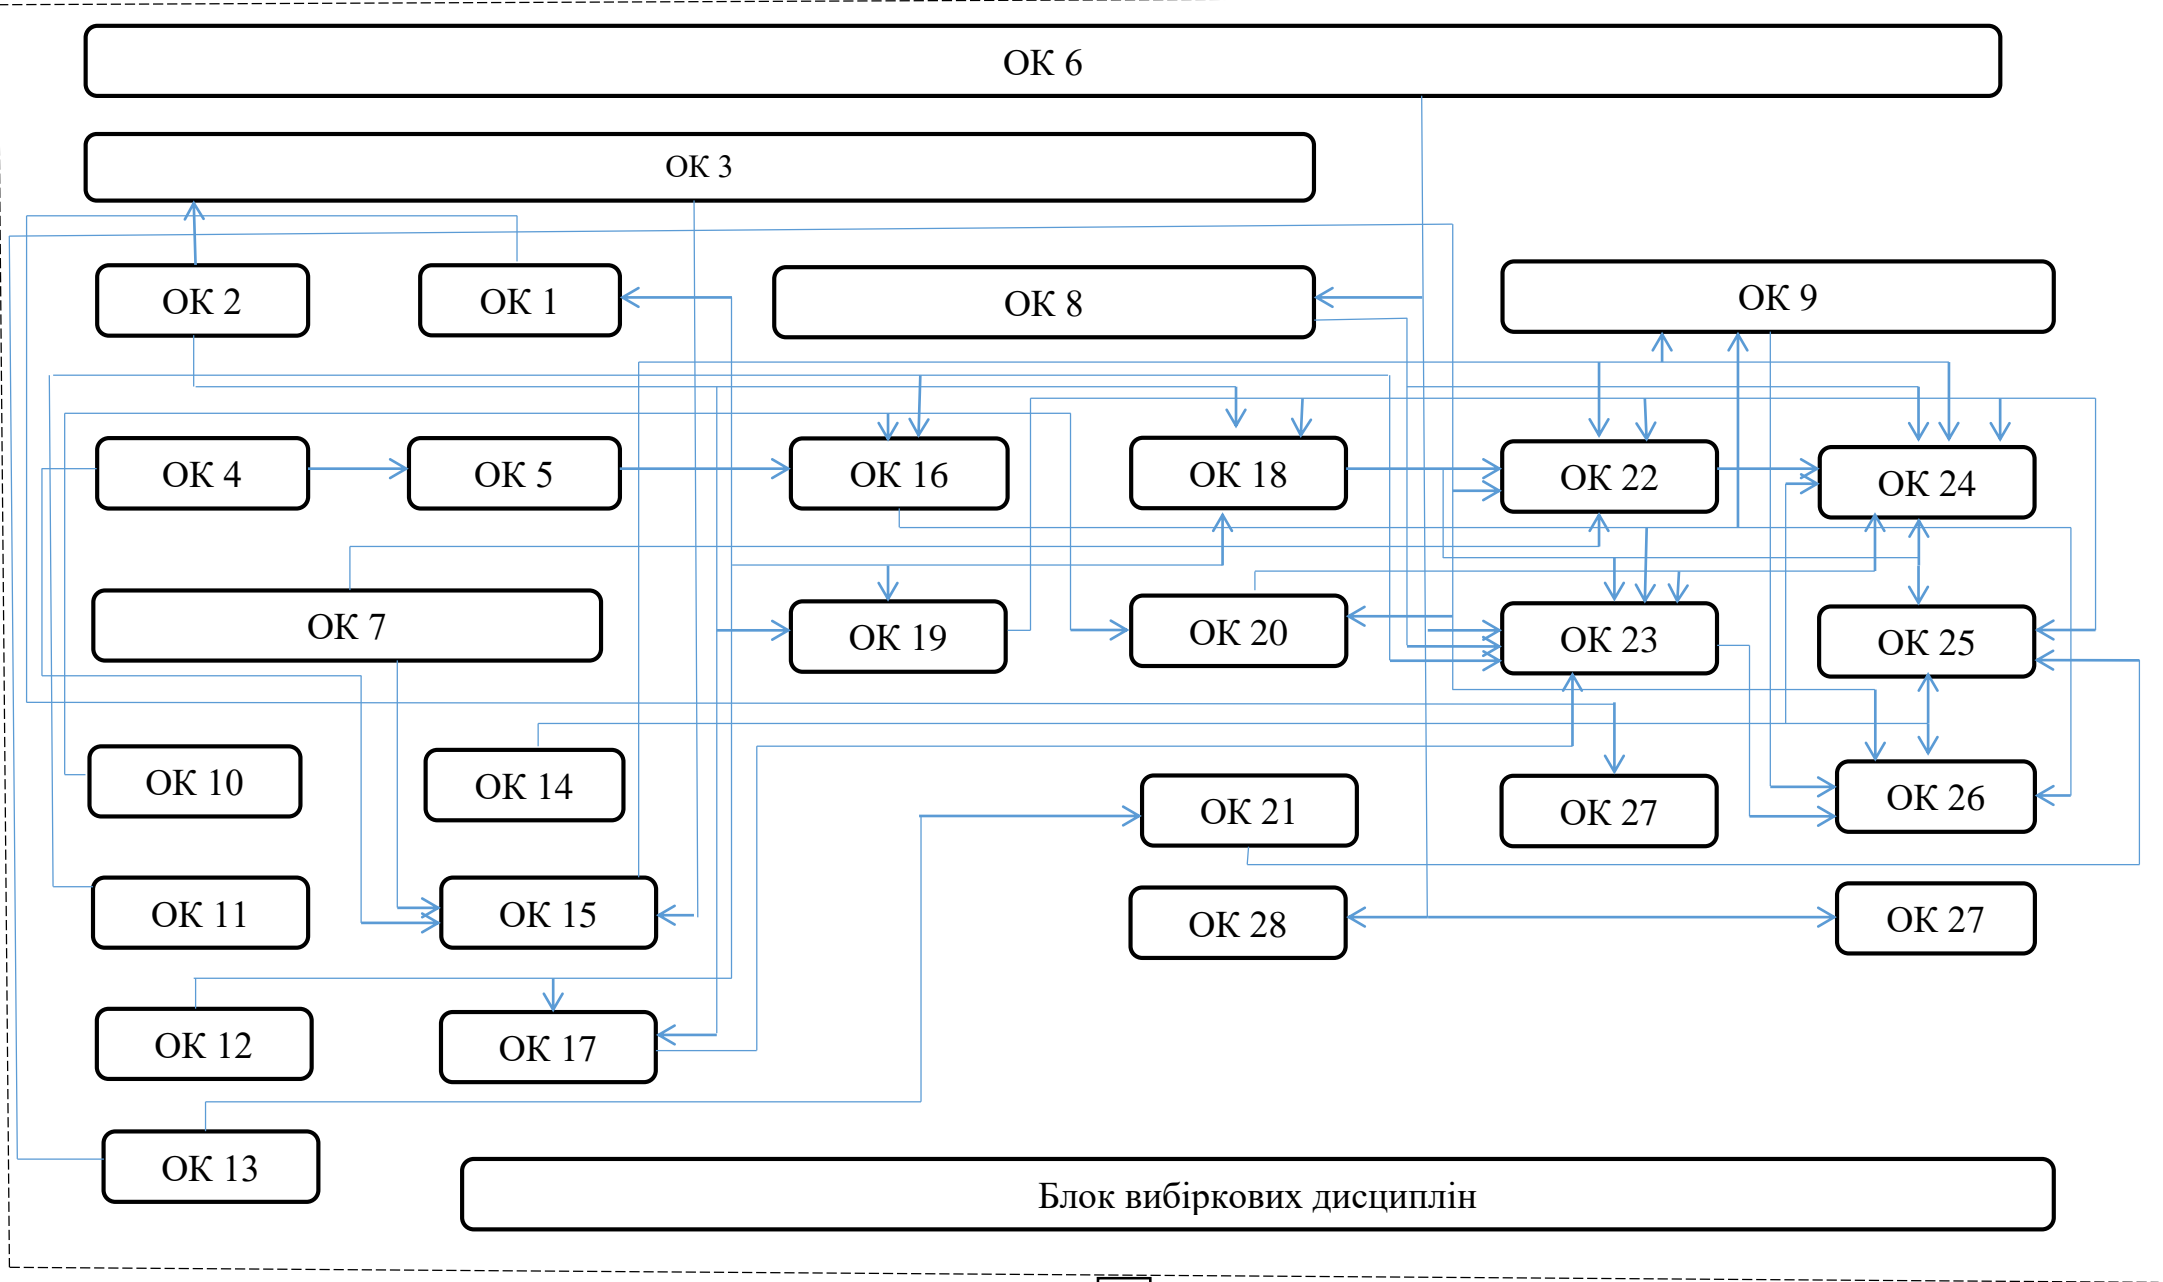 ОК 6
ОК 3
ОК 2
ОК 1
ОК 8
ОК 9
ОК 4
ОК 5
ОК 16
ОК 18
ОК 22
ОК 24
ОК 7
ОК 19
ОК 20
ОК 23
ОК 25
ОК 10
ОК 14
ОК 21
ОК 27
ОК 26
ОК 11
ОК 15
ОК 28
ОК 27
ОК 12
ОК 17
ОК 13
Блок вибіркових дисциплін